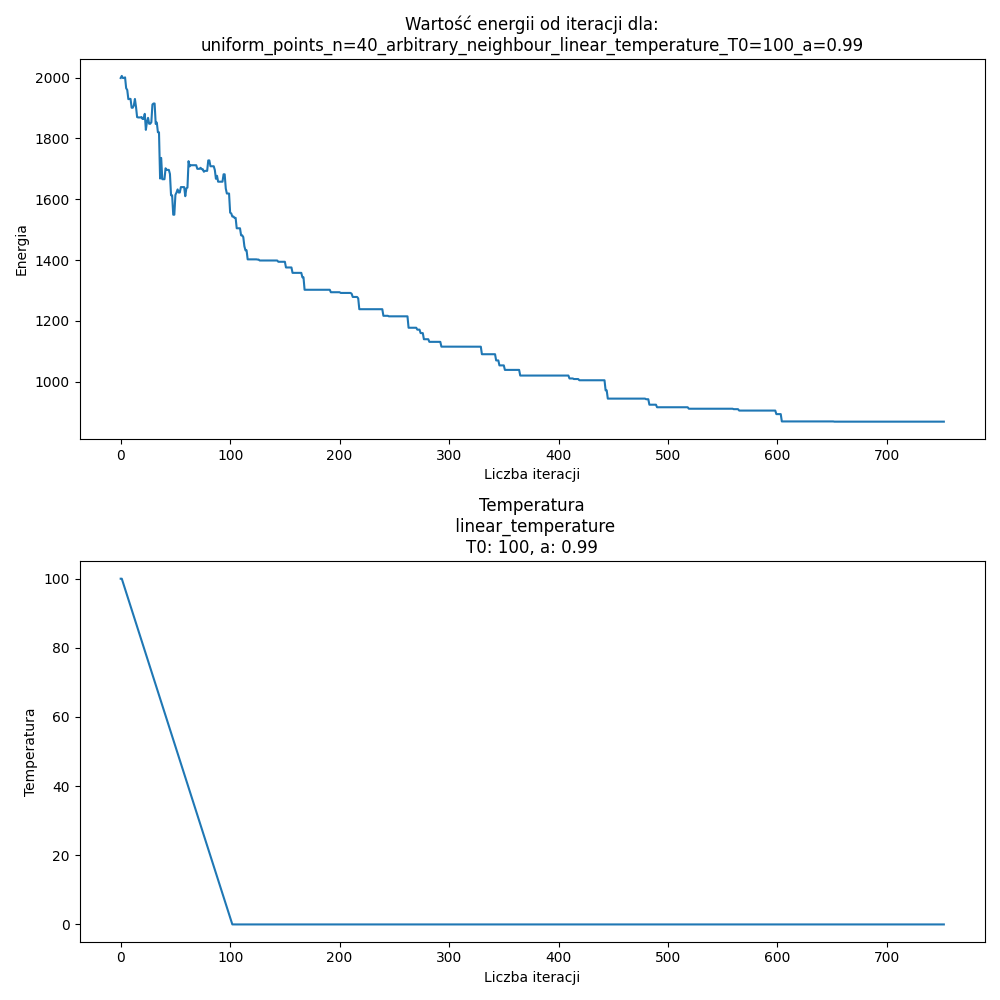 Wartość energii od iteracji dla:
uniform_points_n=40_arbitrary_neighbour_linear_temperature_T0=100_a=0.99
2000
1800
1600
1400
1200
1000
Energia
0 100 200 300 400 500 600 700
Liczba iteracji
Temperatura
linear_temperature
T0: 100, a: 0.99
100
80
60
40
20
0
Temperatura
0 100 200 300 400 500 600 700
Liczba iteracji